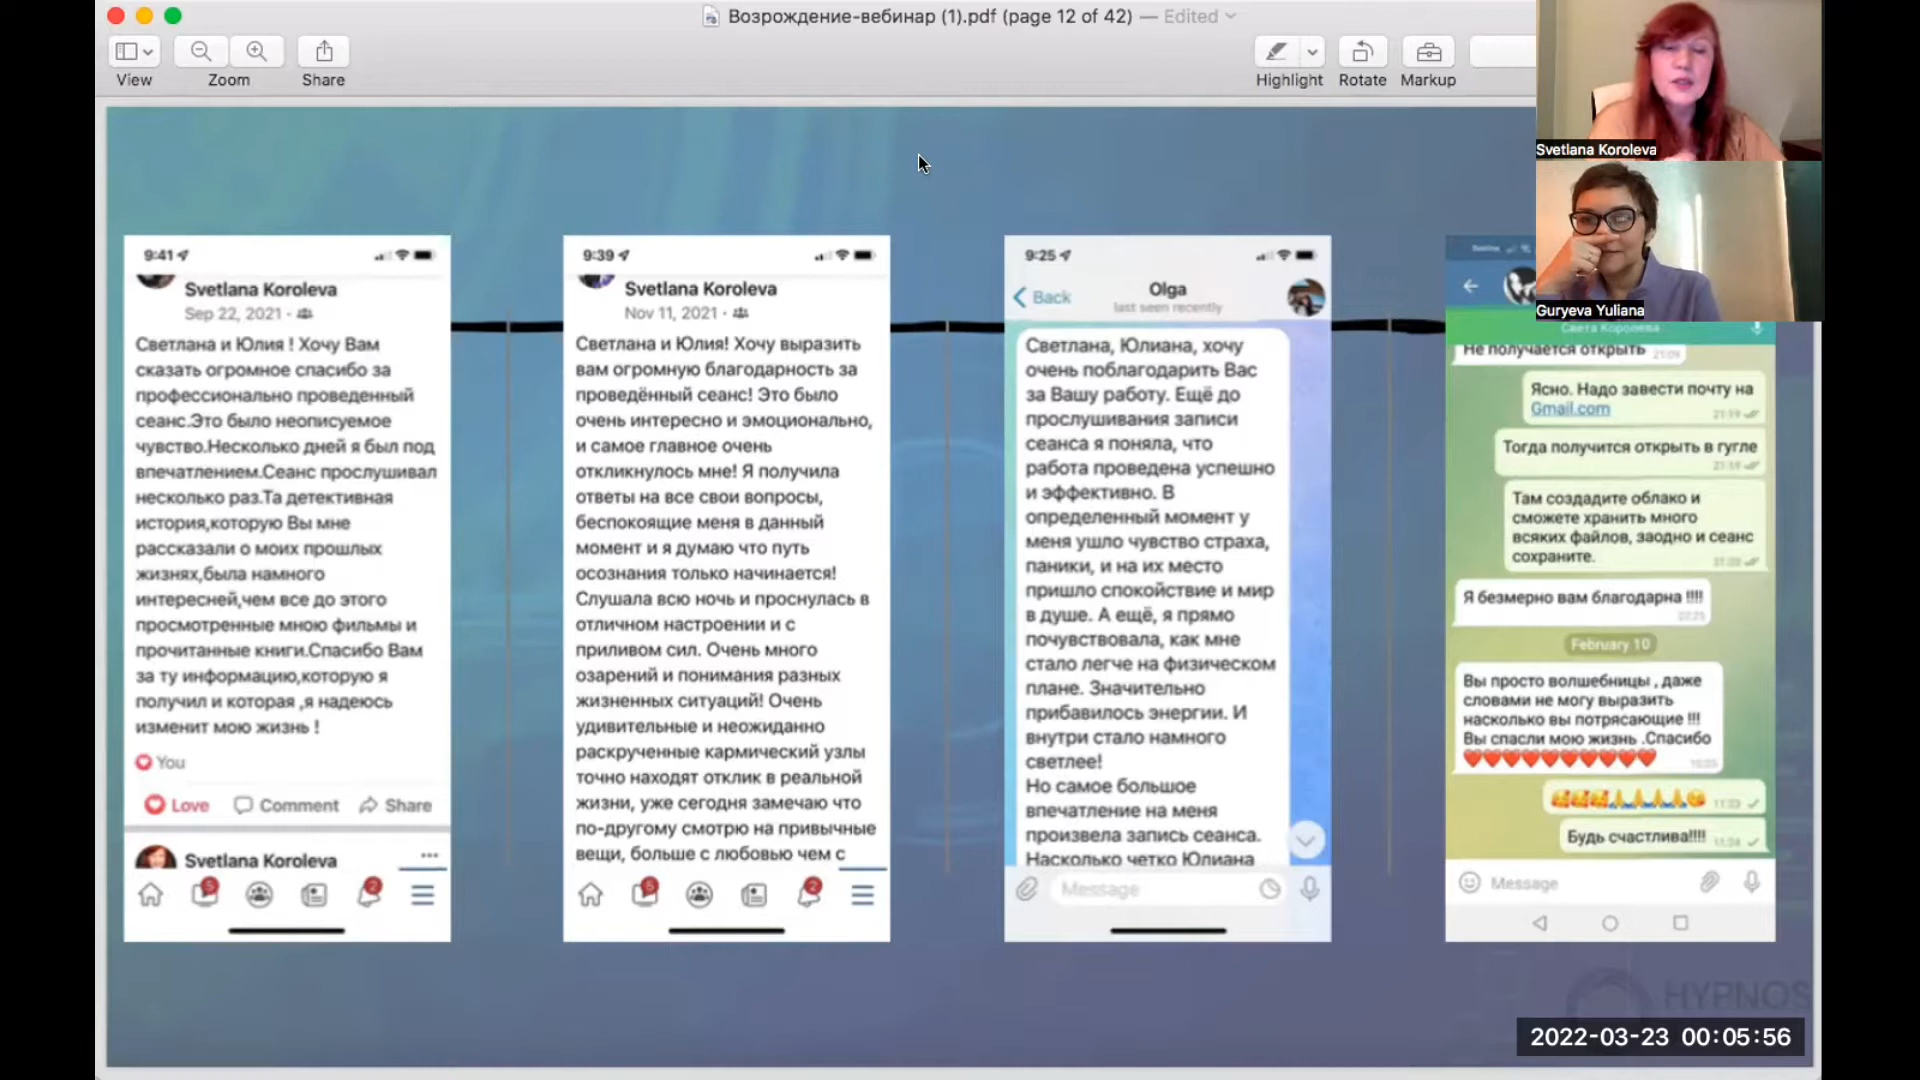 Возрождение-вебинар (1).pdf (page 12 of 42) — Edited
View
Zoom
Share
Highlight
Rotate
Markup
Svetlana Koroleva
Guryeva Yuliana
9:41
Svetlana Koroleva
Sep 22, 2021 ·
Светлана и Юлия ! Хочу Вам
сказать огромное спасибо за
профессионально проведенный
сеанс.Это было неописуемое
чувство.Несколько дней я был под
впечатлением.Сеанс прослушивал
несколько раз.Та детективная
история,которую Вы мне
рассказали о моих прошлых
жизнях,была намного
интересней,чем все до этого
просмотренные мною фильмы и
прочитанные книги.Спасибо Вам
за ту информацию,которую я
получил и которая ,я надеюсь
изменит мою жизнь !
You
Love Comment Share
Svetlana Koroleva
5
2
9:39
Svetlana Koroleva
Nov 11, 2021 ·
Светлана и Юлия! Хочу выразить
вам огромную благодарность за
проведённый сеанс! Это было
очень интересно и эмоционально,
и самое главное очень
откликнулось мне! Я получила
ответы на все свои вопросы,
беспокоящие меня в данный
момент и я думаю что путь
осознания только начинается!
Слушала всю ночь и проснулась в
отличном настроении и с
приливом сил. Очень много
озарений и понимания разных
жизненных ситуаций! Очень
удивительные и неожиданно
раскрученные кармический узлы
точно находят отклик в реальной
жизни, уже сегодня замечаю что
по-другому смотрю на привычные
вещи, больше с любовью чем с
2
9:25
Back
Olga
last seen recently
Светлана, Юлиана, хочу
очень поблагодарить Вас
за Вашу работу. Ещё до
прослушивания записи
сеанса я поняла, что
работа проведена успешно
и эффективно. В
определенный момент у
меня ушло чувство страха,
паники, и на их место
пришло спокойствие и мир
в душе. А ещё, я прямо
почувствовала, как мне
стало легче на физическом
плане. Значительно
прибавилось энергии. И
внутри стало намного
светлее!
Но самое большое
впечатление на меня
произвела запись сеанса.
Насколько четко Юлиана
Message
Света Королева
Не получается открыть 21:09
Ясно. Надо завести почту на
Gmail.com
Тогда получится открыть в гугле
Там создадите облако и
сможете хранить много
всяких файлов, заодно и сеанс
сохраните.
Я безмерно вам благодарна !!!!
February 10
Вы просто волшебницы , даже
словами не могу выразить
насколько вы потрясающие !!!
Вы спасли мою жизнь .Спасибо
❤️❤️❤️❤️❤️❤️❤️❤️❤️❤️❤️
🥰🥰🥰🙏🙏🙏🙏😘
Будь счастлива!!!!
Message
HYPNOS
2022-03-23 00:05:56